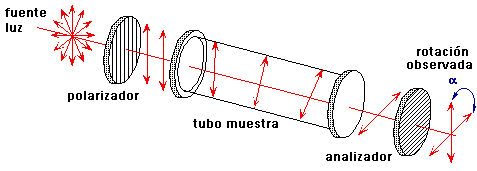 fuente
luz
polarizador
tubo muestra
analizador
rotación
observada
α